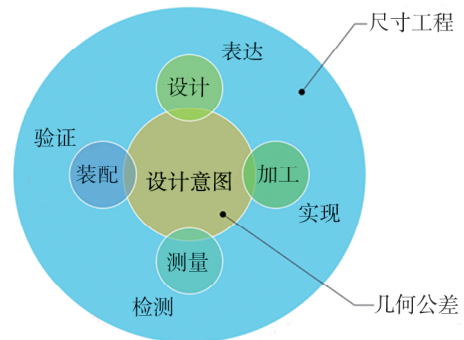 尺寸工程
表达
设计
验证
装配
设计意图
加工
实现
测量
检测
几何公差